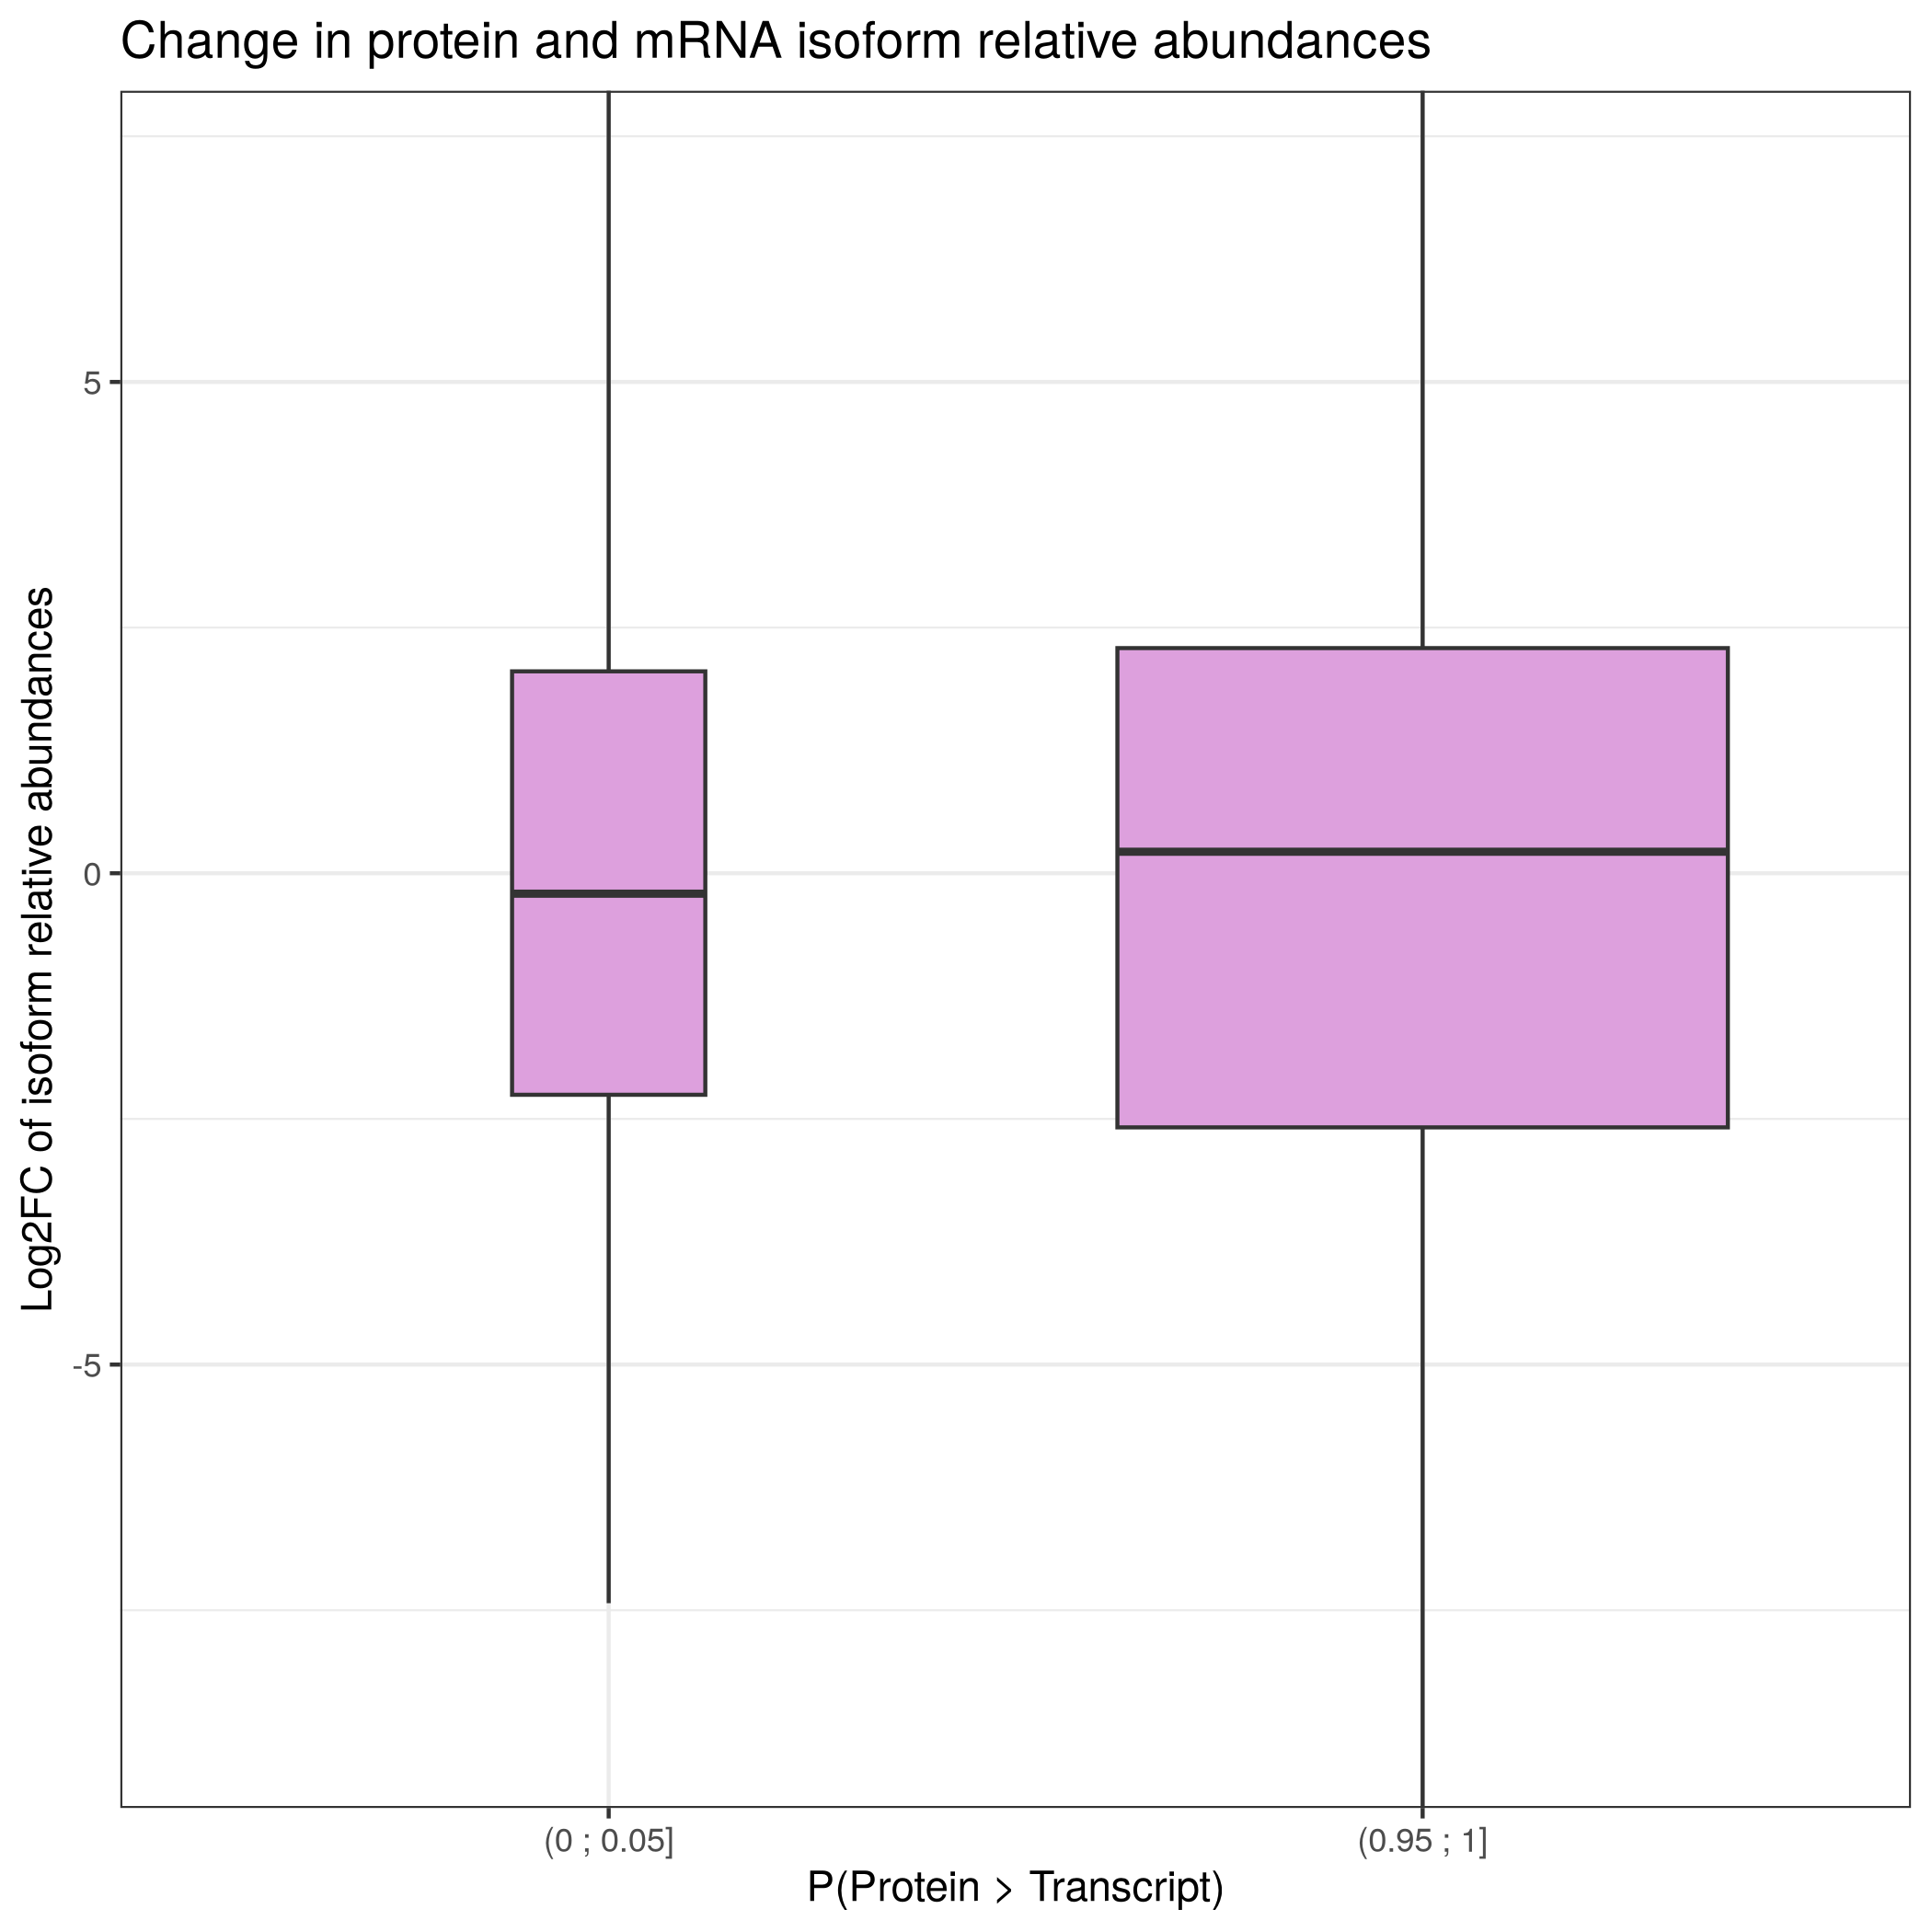 Change in protein and mRNA isoform relative abundances
Log2FC of isoform relative abundances
5
0
-5
(0 ; 0.05]
(0.95 ; 1]
P(Protein > Transcript)